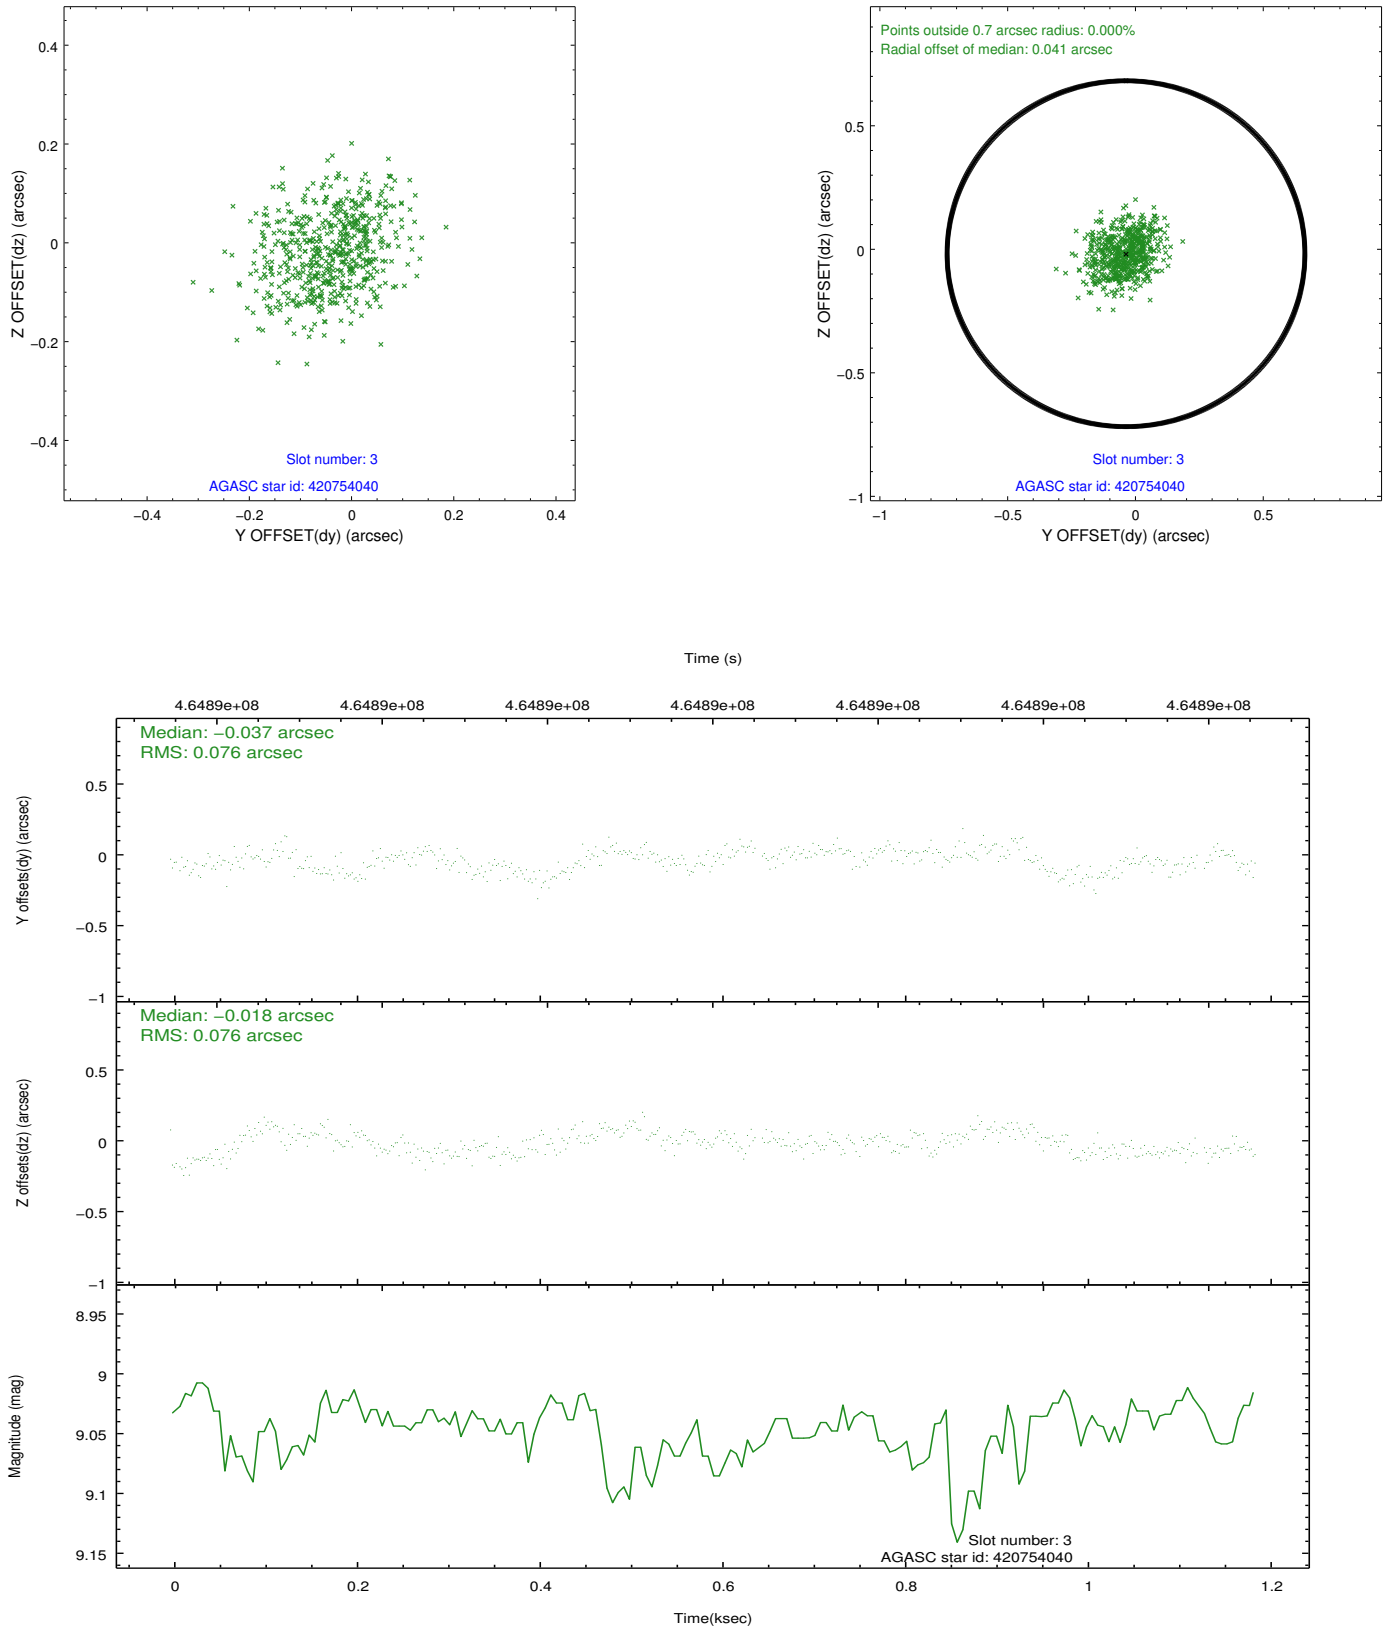 0.4
0.2
0
−0.2
−0.4
Z OFFSET(dz) (arcsec)
Slot number: 3
AGASC star id: 420754040
−0.4 −0.2 0 0.2 0.4
Y OFFSET(dy) (arcsec)
Points outside 0.7 arcsec radius: 0.000%
Radial offset of median: 0.041 arcsec
0.5
0
−0.5
−1
Z OFFSET(dz) (arcsec)
Slot number: 3
AGASC star id: 420754040
−1 −0.5 0 0.5
Y OFFSET(dy) (arcsec)
Time (s)
4.6489e+08 4.6489e+08 4.6489e+08 4.6489e+08 4.6489e+08 4.6489e+08 4.6489e+08
Median: −0.037 arcsec
RMS: 0.076 arcsec
0.5
0
−0.5
−1
Y offsets(dy) (arcsec)
Median: −0.018 arcsec
RMS: 0.076 arcsec
0.5
0
−0.5
−1
Z offsets(dz) (arcsec)
8.95
9
9.05
9.1
9.15
Magnitude (mag)
Slot number: 3
AGASC star id: 420754040
0 0.2 0.4 0.6 0.8 1 1.2
Time(ksec)